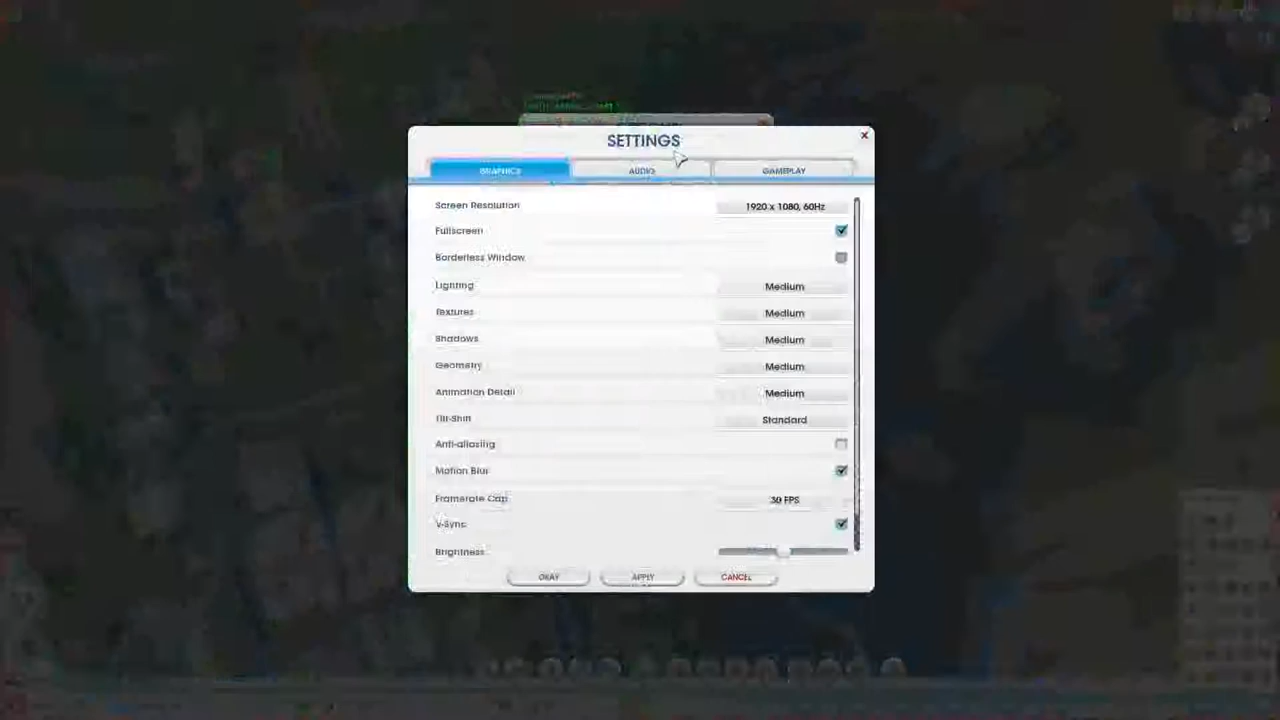 SETTINGS
GRAPHICS AUDIO GAMEPLAY
Screen Resolution 1920 x 1080, 60Hz
Fullscreen
Borderless Window
Lighting Medium
Textures Medium
Shadows Medium
Geometry Medium
Animation Detail Medium
Tilt-Shift Standard
Anti-aliasing
Motion Blur
Framerate Cap 30 FPS
V-Sync
Brightness
OKAY APPLY CANCEL